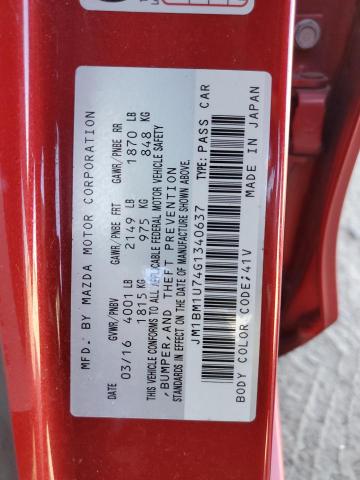 MFD. BY MAZDA MOTOR CORPORATION
DATE GVWR/PNBV GAWR/PNBE FRT GAWR/PNBE RR
03/16 4001 LB 2149 LB 1870 LB
1815 KG 975 KG 848 KG
THIS VEHICLE CONFORMS TO ALL APPLICABLE FEDERAL MOTOR VEHICLE SAFETY
, BUMPER, AND THEFT PREVENTION
STANDARDS IN EFFECT ON THE DATE OF MANUFACTURE SHOWN ABOVE.
JM1BM1U74G1340637 TYPE: PASS CAR
BODY COLOR CODE;41V MADE IN JAPAN